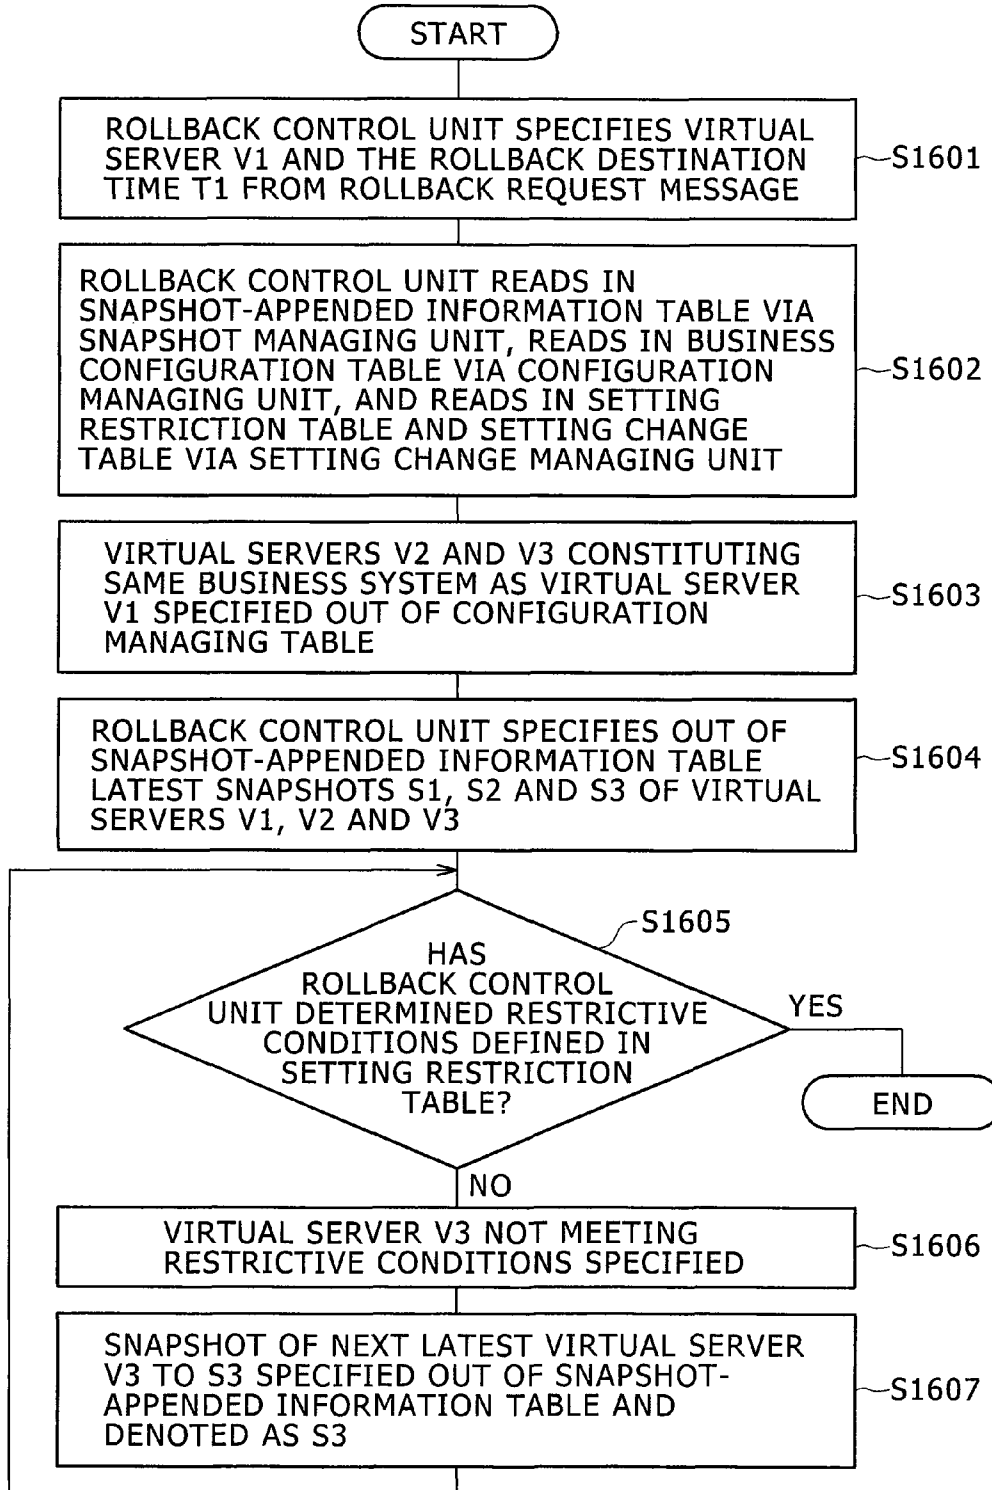 START
ROLLBACK CONTROL UNIT SPECIFIES VIRTUAL
SERVER V1 AND THE ROLLBACK DESTINATION
TIME T1 FROM ROLLBACK REQUEST MESSAGE
S1601
ROLLBACK CONTROL UNIT READS IN
SNAPSHOT-APPENDED INFORMATION TABLE VIA
SNAPSHOT MANAGING UNIT, READS IN BUSINESS
CONFIGURATION TABLE VIA CONFIGURATION
MANAGING UNIT, AND READS IN SETTING
RESTRICTION TABLE AND SETTING CHANGE
TABLE VIA SETTING CHANGE MANAGING UNIT
S1602
VIRTUAL SERVERS V2 AND V3 CONSTITUTING
SAME BUSINESS SYSTEM AS VIRTUAL SERVER
V1 SPECIFIED OUT OF CONFIGURATION
MANAGING TABLE
S1603
ROLLBACK CONTROL UNIT SPECIFIES OUT OF
SNAPSHOT-APPENDED INFORMATION TABLE
LATEST SNAPSHOTS S1, S2 AND S3 OF VIRTUAL
SERVERS V1, V2 AND V3
S1604
S1605
HAS
ROLLBACK CONTROL
UNIT DETERMINED RESTRICTIVE
CONDITIONS DEFINED IN
SETTING RESTRICTION
TABLE?
YES
END
NO
VIRTUAL SERVER V3 NOT MEETING
RESTRICTIVE CONDITIONS SPECIFIED
S1606
SNAPSHOT OF NEXT LATEST VIRTUAL SERVER
V3 TO S3 SPECIFIED OUT OF SNAPSHOT-
APPENDED INFORMATION TABLE AND
DENOTED AS S3
S1607